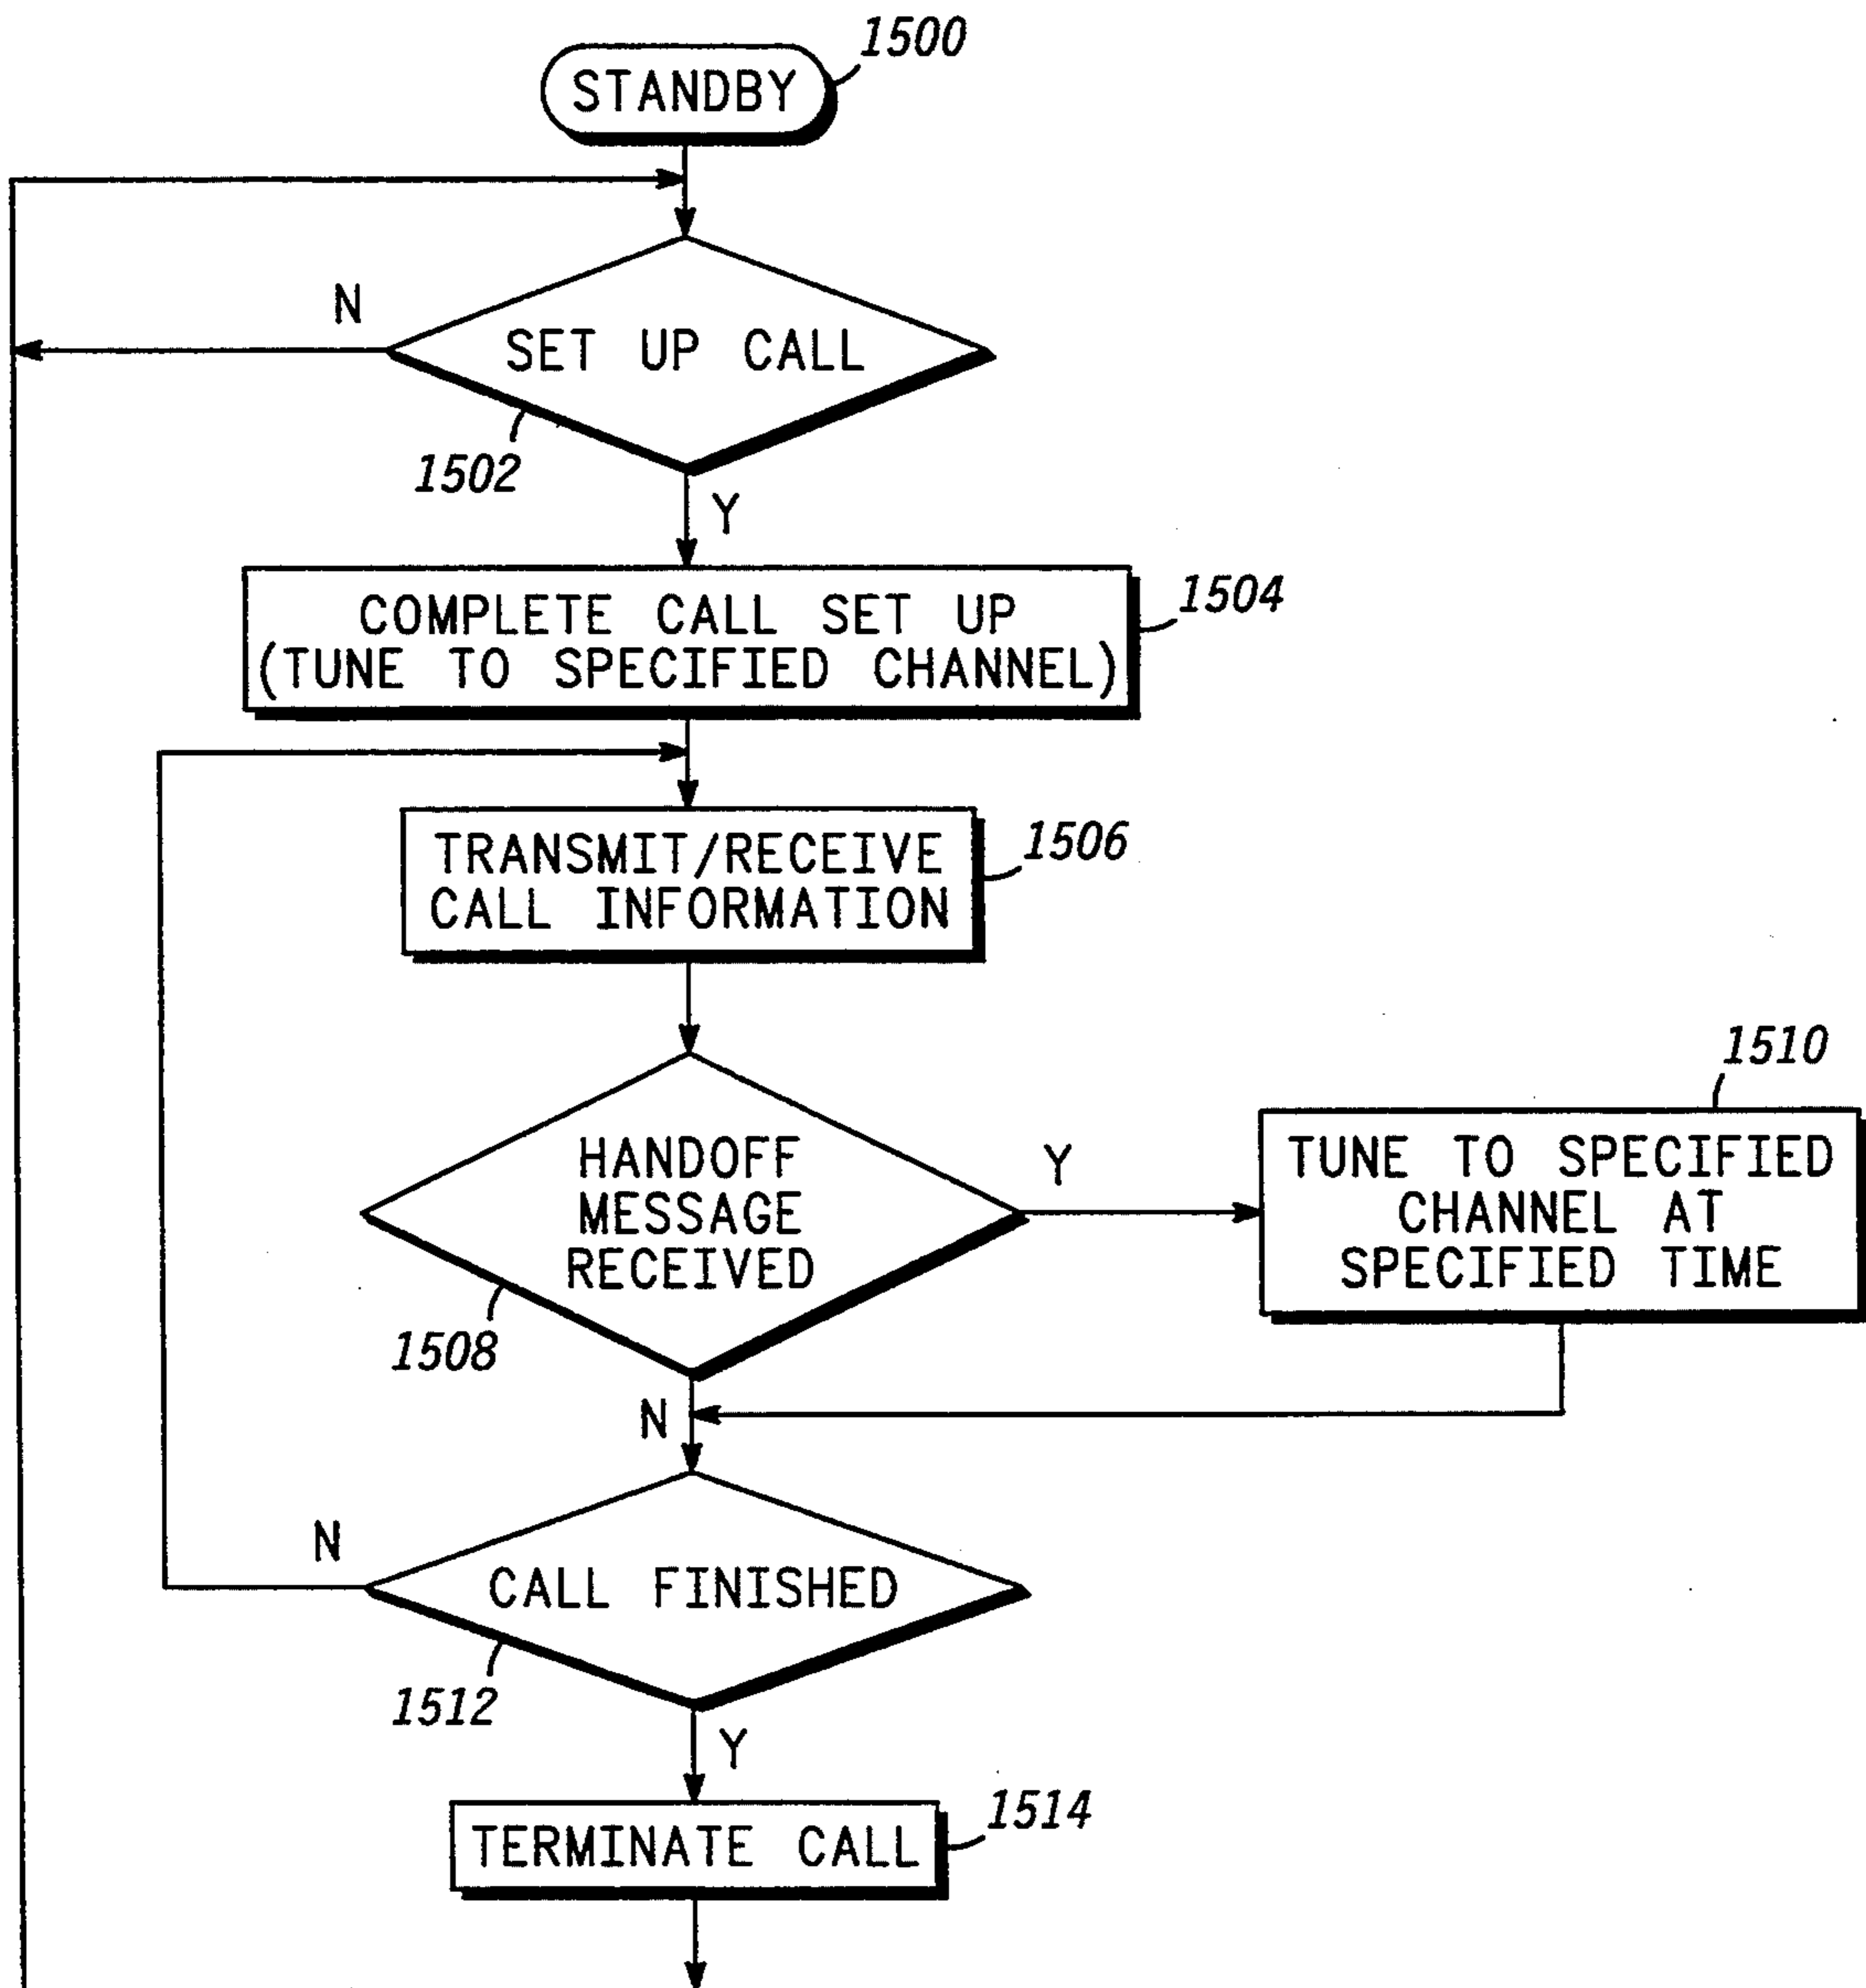 1500
STANDBY
N
SET UP CALL
1502
Y
1504
COMPLETE CALL SET UP
(TUNE TO SPECIFIED CHANNEL)
1506
TRANSMIT/RECEIVE
CALL INFORMATION
1510
HANDOFF
MESSAGE
RECEIVED
Y
TUNE TO SPECIFIED
CHANNEL AT
SPECIFIED TIME
1508
N
N
CALL FINISHED
1512
Y
1514
TERMINATE CALL